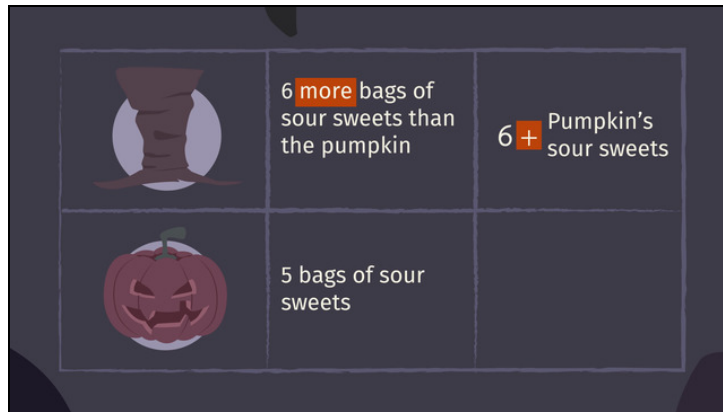 6 more bags of
sour sweets than
the pumpkin
6 + Pumpkin's
sour sweets
5 bags of sour
sweets